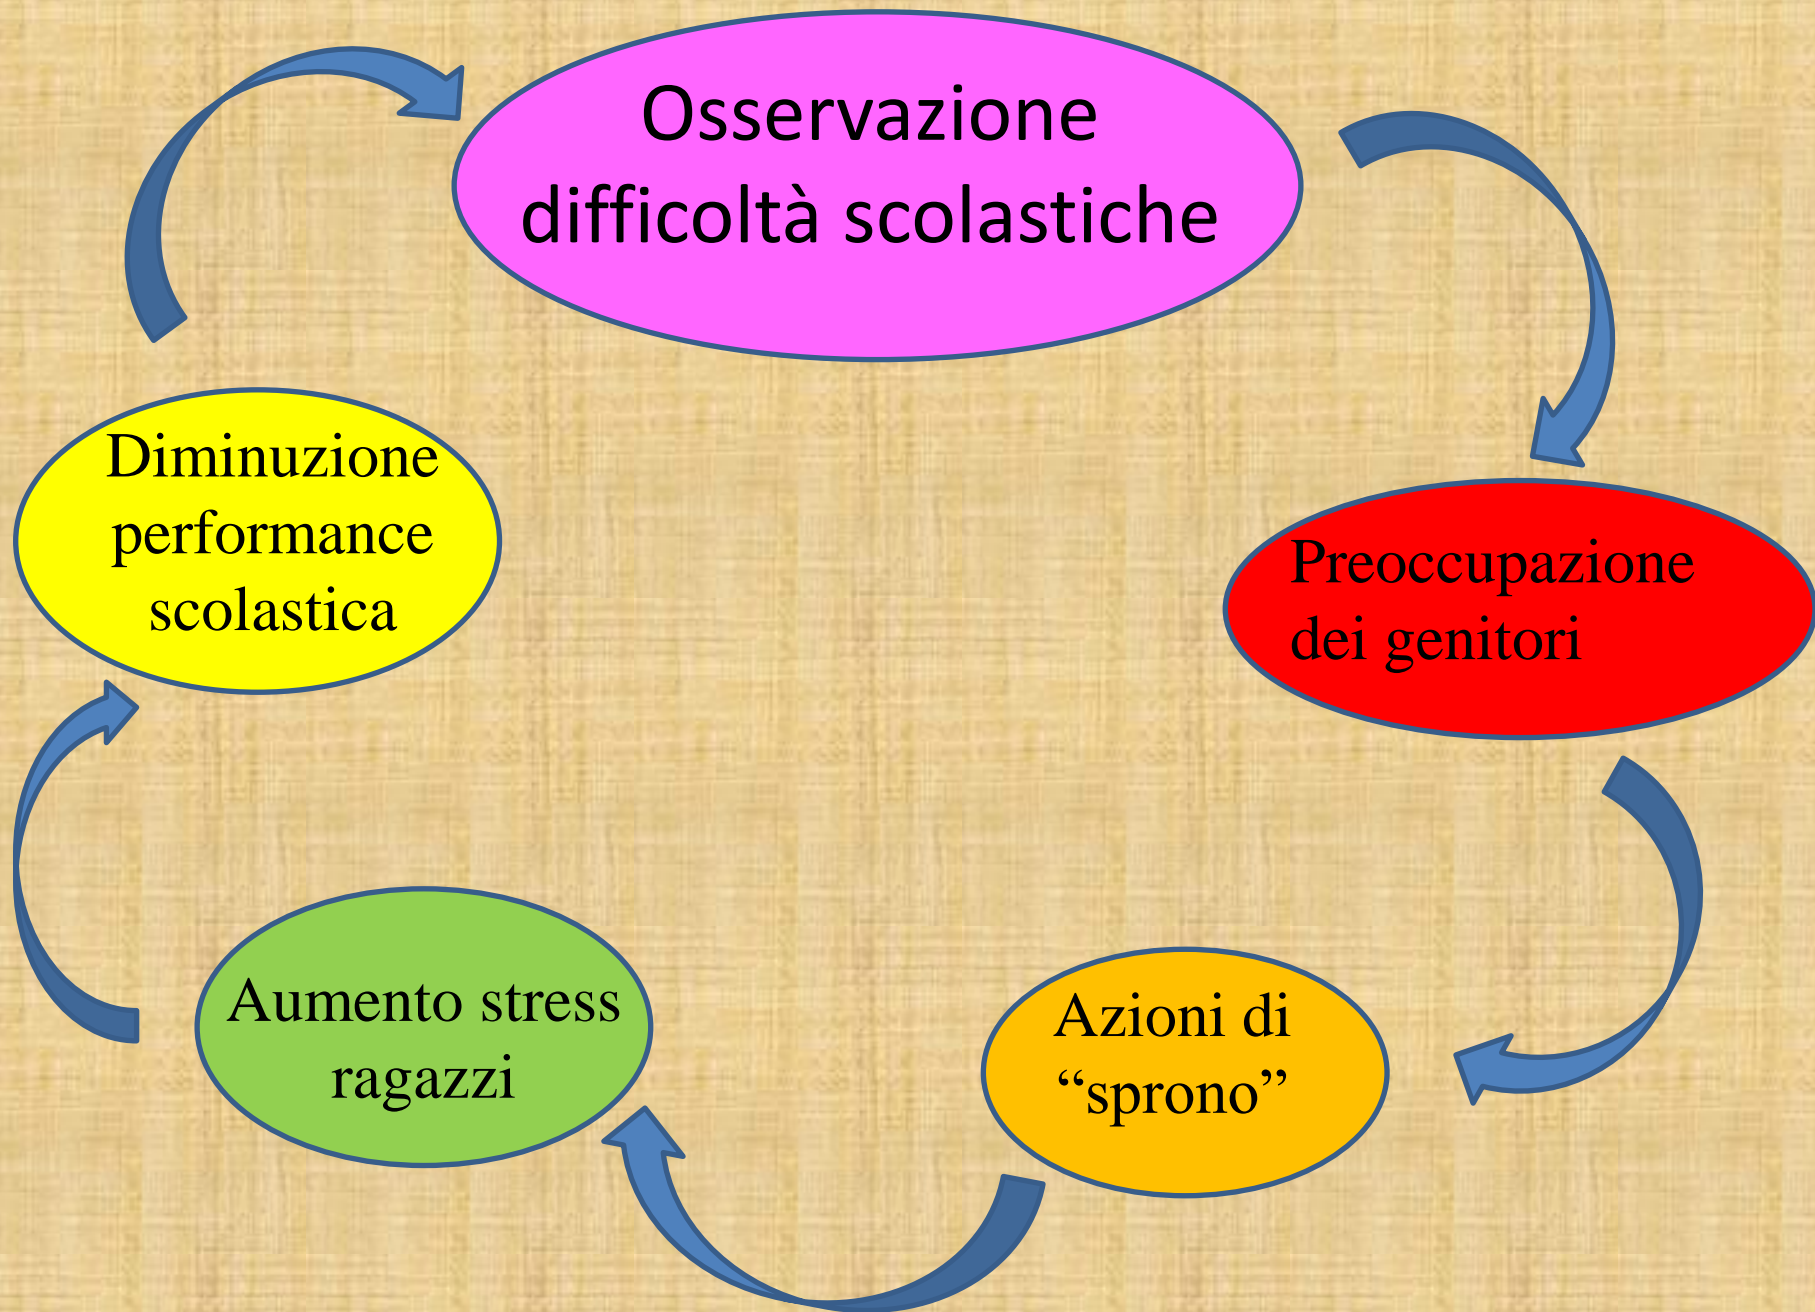 Osservazione
difficoltà scolastiche
Preoccupazione
dei genitori
Azioni di
“sprono”
Aumento stress
ragazzi
Diminuzione
performance
scolastica